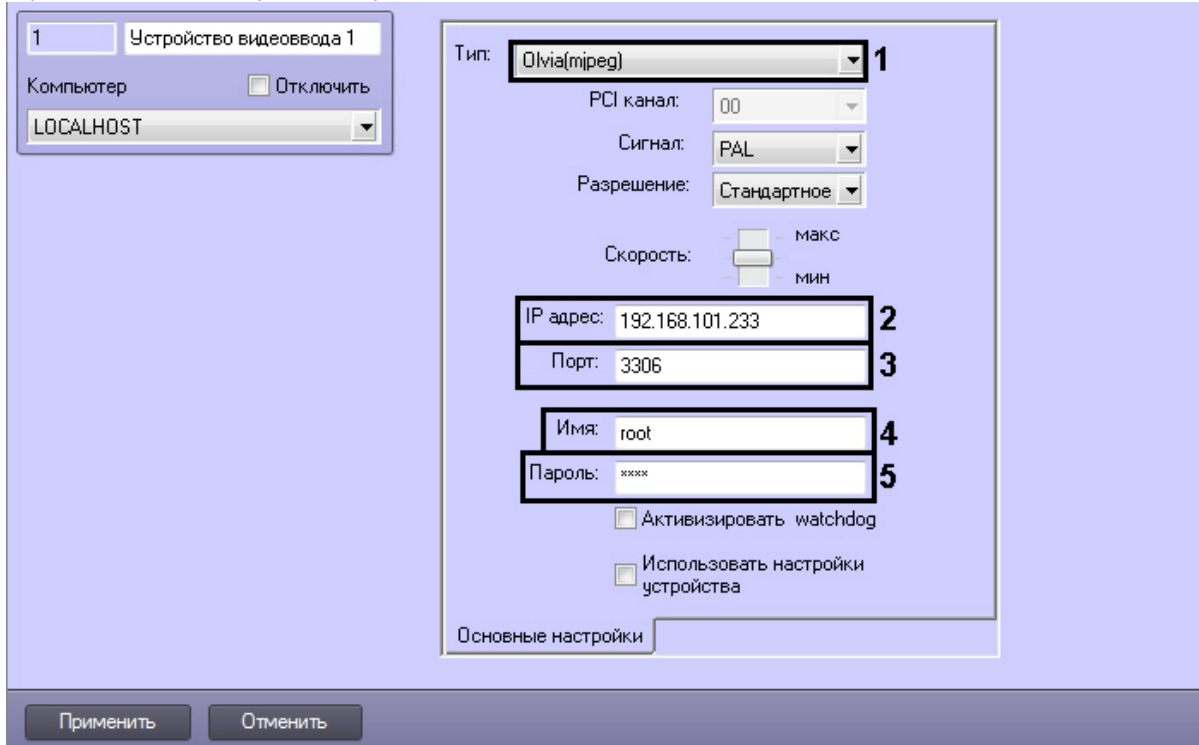 1 Устройство видеоввода 1
Компьютер Отключить
LOCALHOST
Тип: Olvia(mjpeg) 1
PCI канал: 00
Сигнал: PAL
Разрешение: Стандартное
макс
Скорость:
мин
IP адрес: 192.168.101.233 2
Порт: 3306 3
Имя: root 4
Пароль: xxxx 5
Активизировать watchdog
Использовать настройки
устройства
Основные настройки
Применить Отменить